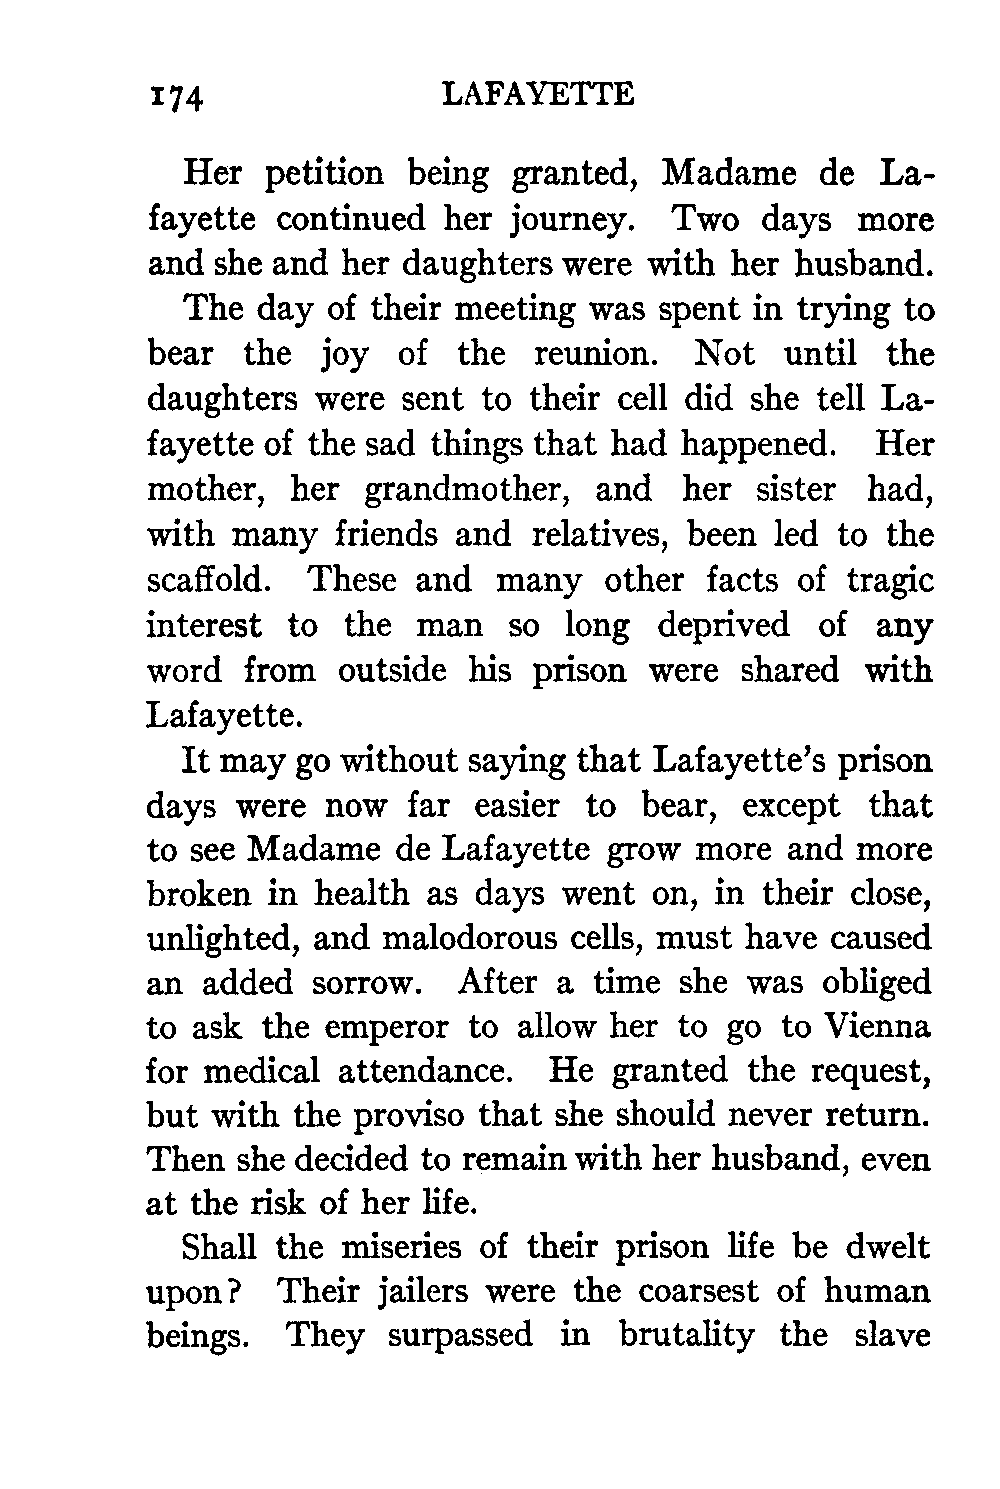 174 LAFAYETTE
Her petition being granted, Madame de La-
fayette continued her journey. Two days more
and she and her daughters were with her husband.
The day of their meeting was spent in trying to
bear the joy of the reunion. Not until the
daughters were sent to their cell did she tell La-
fayette of the sad things that had happened. Her
mother, her grandmother, and her sister had,
with many friends and relatives, been led to the
scaffold. These and many other facts of tragic
interest to the man so long deprived of any
word from outside his prison were shared with
Lafayette.
It may go without saying that Lafayette's prison
days were now far easier to bear, except that
to see Madame de Lafayette grow more and more
broken in health as days went on, in their close,
unlighted, and malodorous cells, must have caused
an added sorrow. After a time she was obliged
to ask the emperor to allow her to go to Vienna
for medical attendance. He granted the request,
but with the proviso that she should never return.
Then she decided to remain with her husband, even
at the risk of her life.
Shall the miseries of their prison life be dwelt
upon? Their jailers were the coarsest of human
beings. They surpassed in brutality the slave